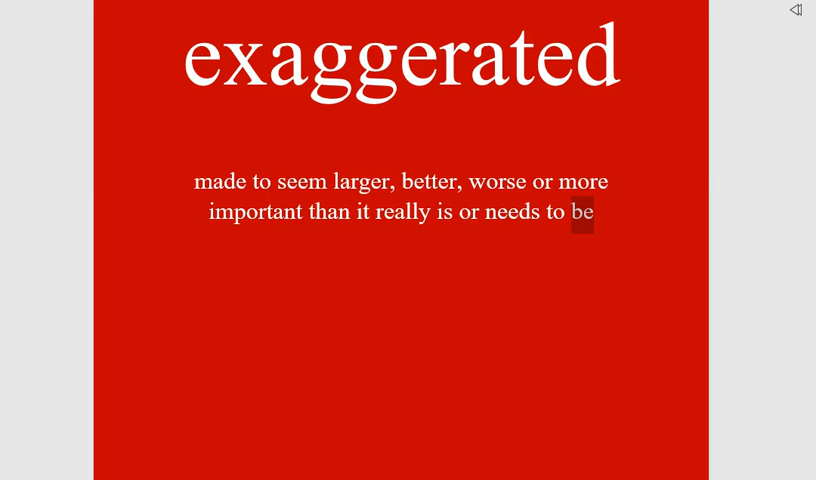 exaggerated
made to seem larger, better, worse or more
important than it really is or needs to be